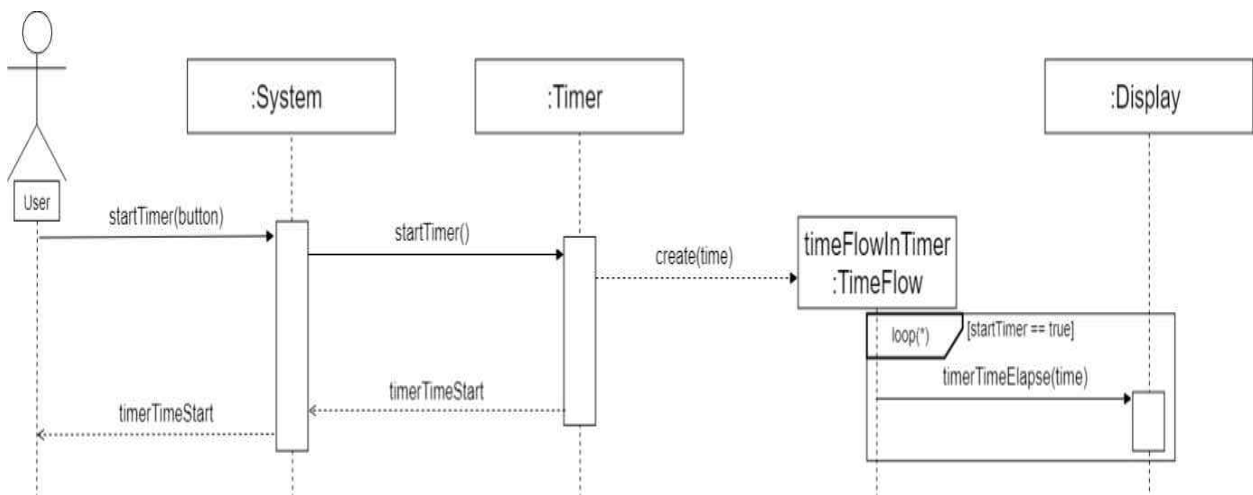 :System
:Timer
:Display
User
startTimer(button)
startTimer()
create(time)
timeFlowInTimer
:TimeFlow
loop(*)
[startTimer == true]
timerTimeElapse(time)
timerTimeStart
timerTimeStart